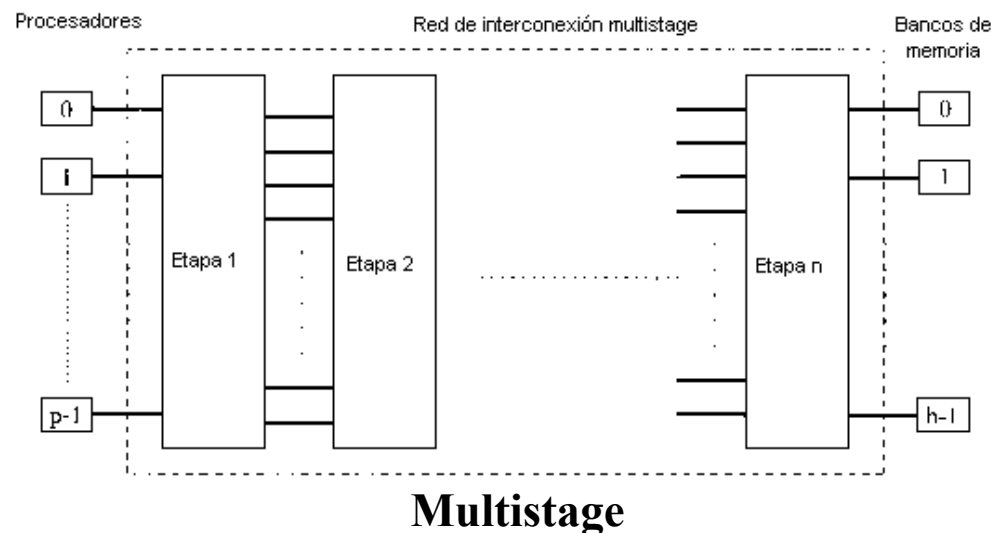 Procesadores
Red de interconexión multistage
Bancos de
memoria
0
0
i
1
Etapa 1
Etapa 2
Etapa n
p-1
h-1
Multistage